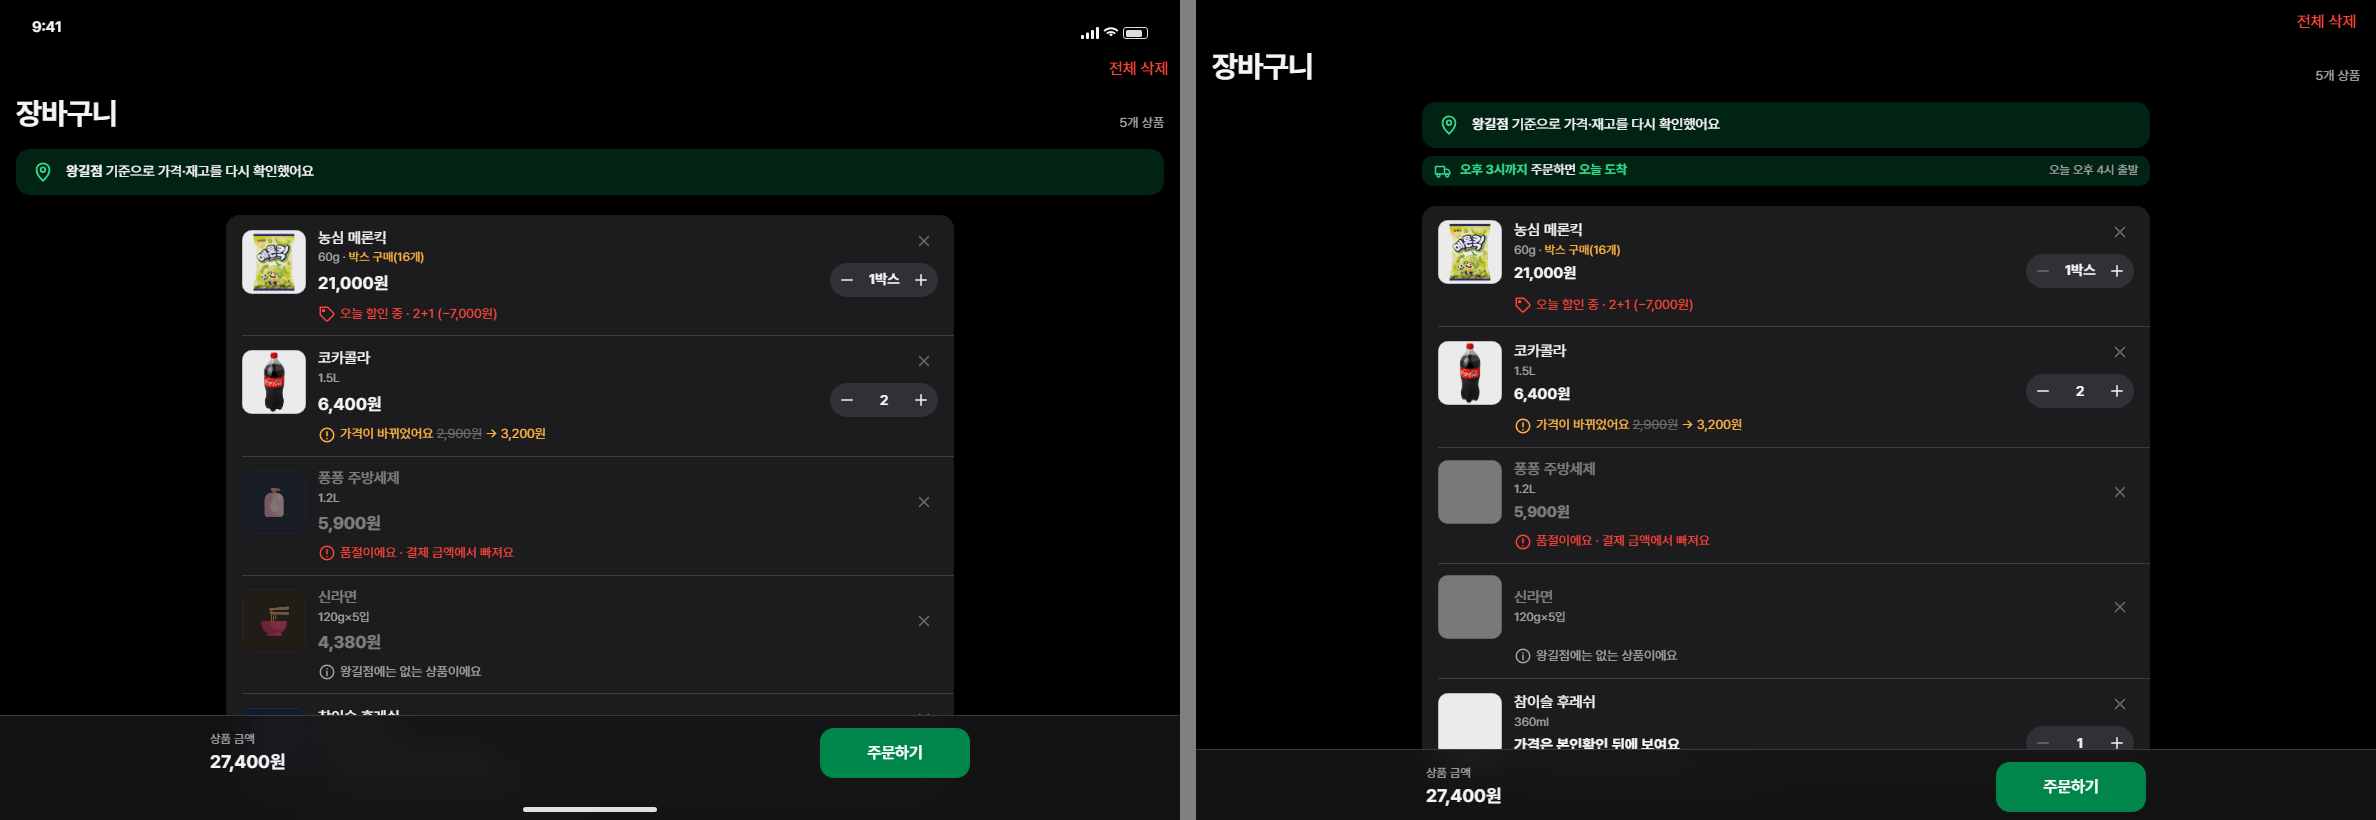 9:41
전체 삭제
장바구니
5개 상품
왕길점 기준으로 가격·재고를 다시 확인했어요
농심 메론킥
60g · 박스 구매(16개)
21,000원
1박스
오늘 할인 중 · 2+1 (−7,000원)
코카콜라
1.5L
6,400원
2
가격이 바뀌었어요 2,900원 → 3,200원
퐁퐁 주방세제
1.2L
5,900원
품절이에요 · 결제 금액에서 빠져요
신라면
120g×5입
4,380원
왕길점에는 없는 상품이에요
참이슬 후레쉬
상품 금액
27,400원
주문하기
전체 삭제
장바구니
5개 상품
왕길점 기준으로 가격·재고를 다시 확인했어요
오후 3시까지 주문하면 오늘 도착
오늘 오후 4시 출발
농심 메론킥
60g · 박스 구매(16개)
21,000원
1박스
오늘 할인 중 · 2+1 (−7,000원)
코카콜라
1.5L
6,400원
2
가격이 바뀌었어요 2,900원 → 3,200원
퐁퐁 주방세제
1.2L
5,900원
품절이에요 · 결제 금액에서 빠져요
신라면
120g×5입
왕길점에는 없는 상품이에요
참이슬 후레쉬
360ml
가격은 본인확인 뒤에 보여요
1
상품 금액
27,400원
주문하기